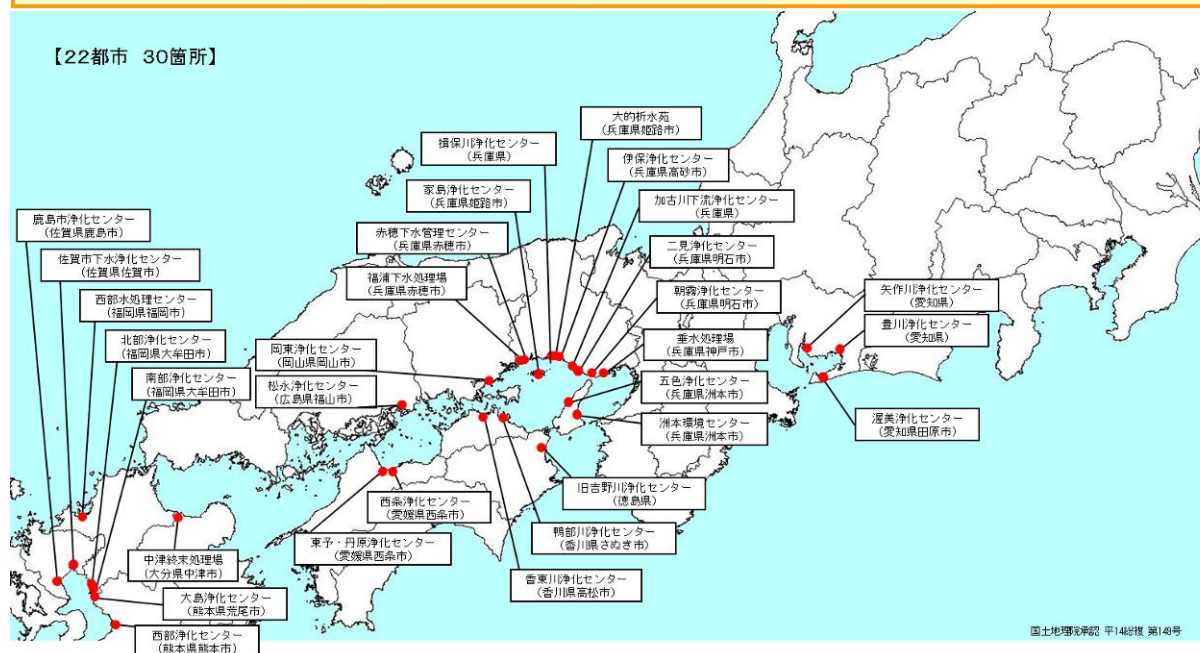 【22都市 30箇所】
大的析水苑
(兵庫県姫路市)
揖保川浄化センター
(兵庫県)
伊保浄化センター
(兵庫県高砂市)
家島浄化センター
(兵庫県姫路市)
加古川下流浄化センター
(兵庫県)
鹿島市浄化センター
(佐賀県鹿島市)
赤穂下水管理センター
(兵庫県赤穂市)
二見浄化センター
(兵庫県明石市)
佐賀市下水浄化センター
(佐賀県佐賀市)
福浦下水処理場
(兵庫県赤穂市)
朝霧浄化センター
(兵庫県明石市)
矢作川浄化センター
(愛知県)
西部水処理センター
(福岡県福岡市)
北部浄化センター
(福岡県大牟田市)
岡東浄化センター
(岡山県岡山市)
垂水処理場
(兵庫県神戸市)
豊川浄化センター
(愛知県)
南部浄化センター
(福岡県大牟田市)
松永浄化センター
(広島県福山市)
五色浄化センター
(兵庫県洲本市)
洲本環境センター
(兵庫県洲本市)
渥美浄化センター
(愛知県田原市)
西条浄化センター
(愛媛県西条市)
旧吉野川浄化センター
(徳島県)
東予・丹原浄化センター
(愛媛県西条市)
鴨部川浄化センター
(香川県さぬき市)
中津終末処理場
(大分県中津市)
香東川浄化センター
(香川県高松市)
大島浄化センター
(熊本県荒尾市)
西部浄化センター
(熊本県熊本市)
国土地理院承認 平14総複 第149号